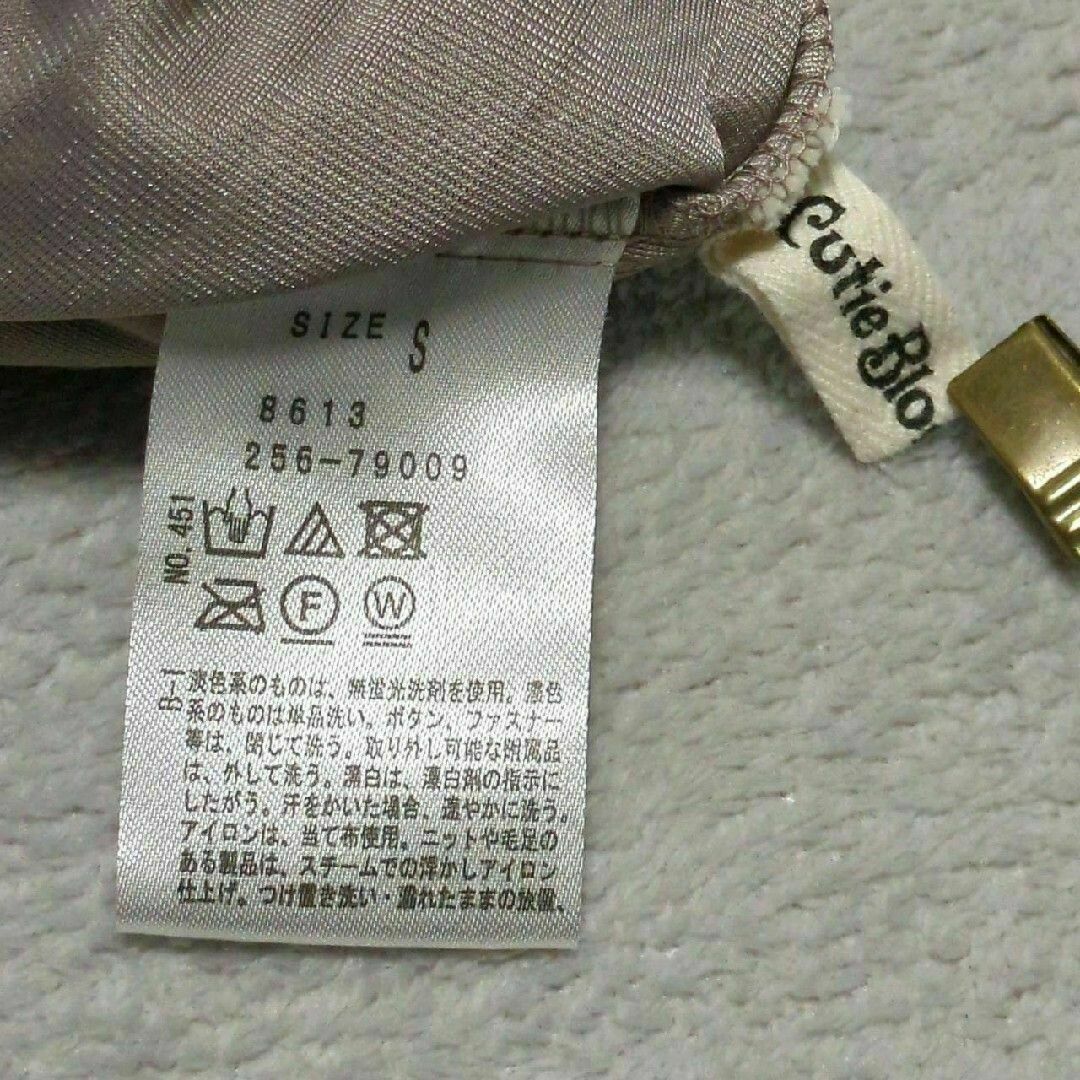 SIZE S
8613
256-79009
NO. 451
F W
B-1
淡色系のものは、無蛍光洗剤を使用。濃色
系のものは単品洗い。ボタン、ファスナー
等は、閉じて洗う。取り外し可能な附属品
は、外して洗う。漂白は、漂白剤の指示に
したがう。汗をかいた場合、速やかに洗う。
アイロンは、当て布使用。ニットや毛足の
ある製品は、スチームでの浮かしアイロン
仕上げ。つけ置き洗い・濡れたままの放置、
Cutie